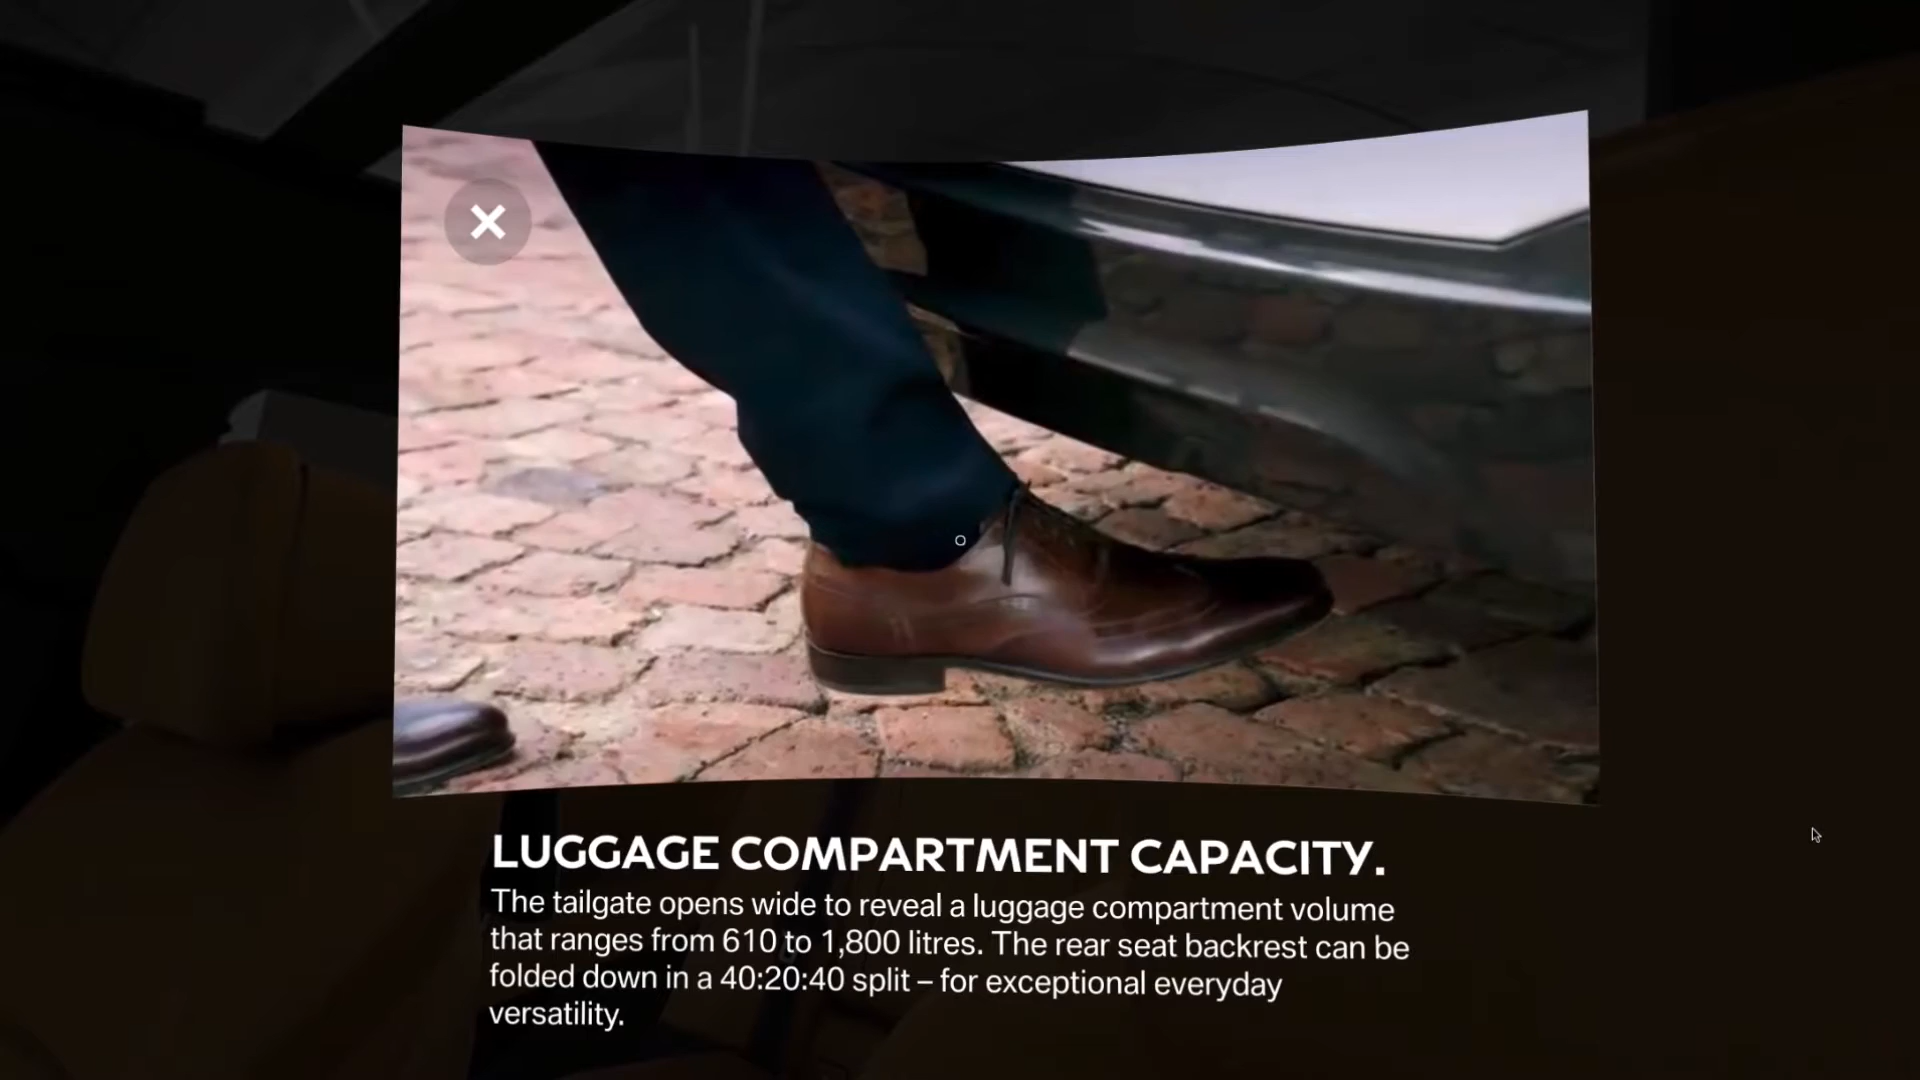 LUGGAGE COMPARTMENT CAPACITY.
The tailgate opens wide to reveal a luggage compartment volume
that ranges from 610 to 1,800 litres. The rear seat backrest can be
folded down in a 40:20:40 split – for exceptional everyday
versatility.